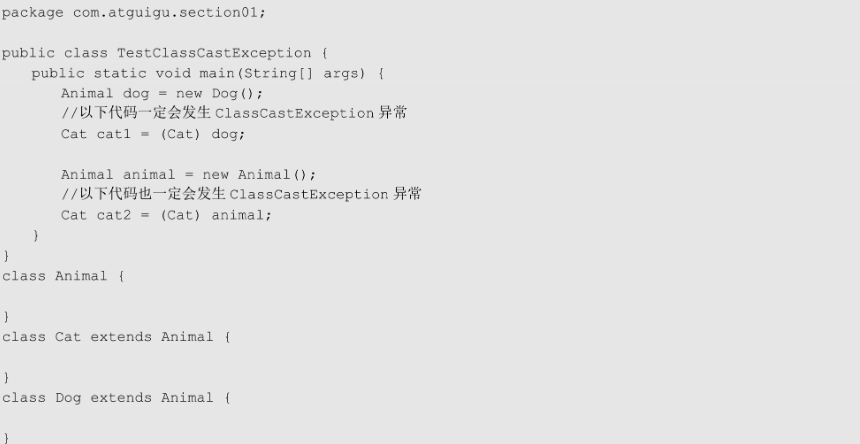 package com.atguigu.section01;
public class TestClassCastException {
public static void main(String[] args) {
Animal dog = new Dog();
//以下代码一定会发生 ClassCastException 异常
Cat cat1 = (Cat) dog;
Animal animal = new Animal();
//以下代码也一定会发生 ClassCastException 异常
Cat cat2 = (Cat) animal;
}
}
class Animal {
}
class Cat extends Animal {
}
class Dog extends Animal {
}